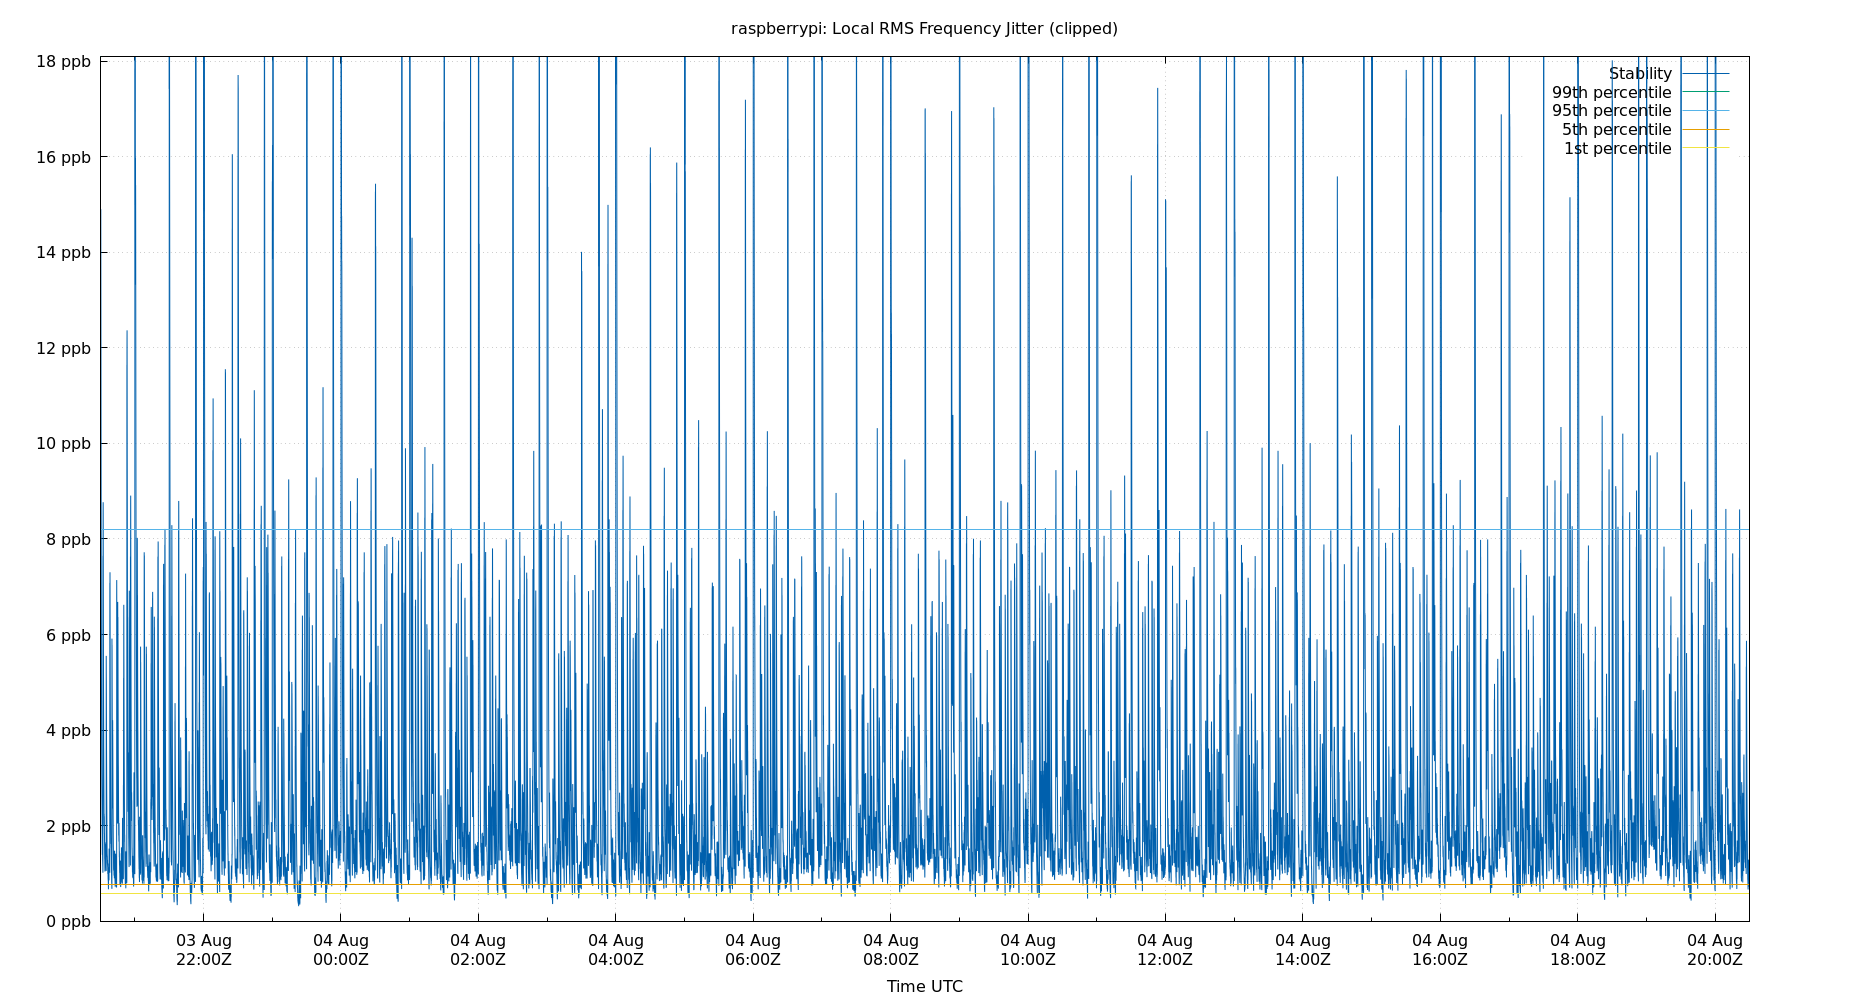 raspberrypi: Local RMS Frequency Jitter (clipped)
18 ppb
16 ppb
14 ppb
12 ppb
10 ppb
8 ppb
6 ppb
4 ppb
2 ppb
0 ppb
Stability
99th percentile
95th percentile
5th percentile
1st percentile
03 Aug 04 Aug 04 Aug 04 Aug 04 Aug 04 Aug 04 Aug 04 Aug 04 Aug 04 Aug 04 Aug 04 Aug
22:00Z 00:00Z 02:00Z 04:00Z 06:00Z 08:00Z 10:00Z 12:00Z 14:00Z 16:00Z 18:00Z 20:00Z
Time UTC